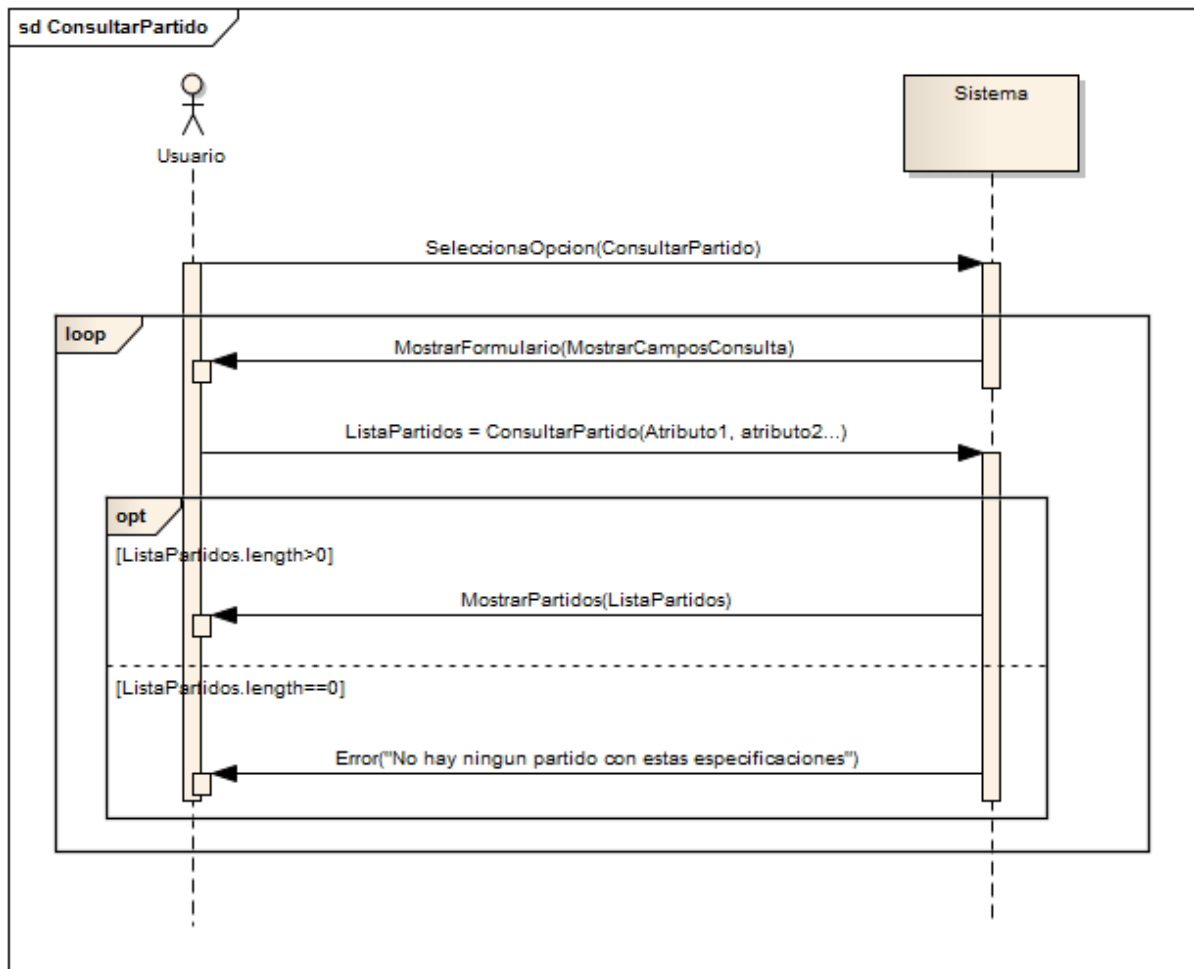 sd ConsultarPartido
Usuario
Sistema
SeleccionaOpcion(ConsultarPartido)
loop
MostrarFormulario(MostrarCamposConsulta)
ListaPartidos = ConsultarPartido(Atributo1, atributo2...)
opt
[ListaPartidos.length>0]
MostrarPartidos(ListaPartidos)
[ListaPartidos.length==0]
Error("No hay ningun partido con estas especificaciones")